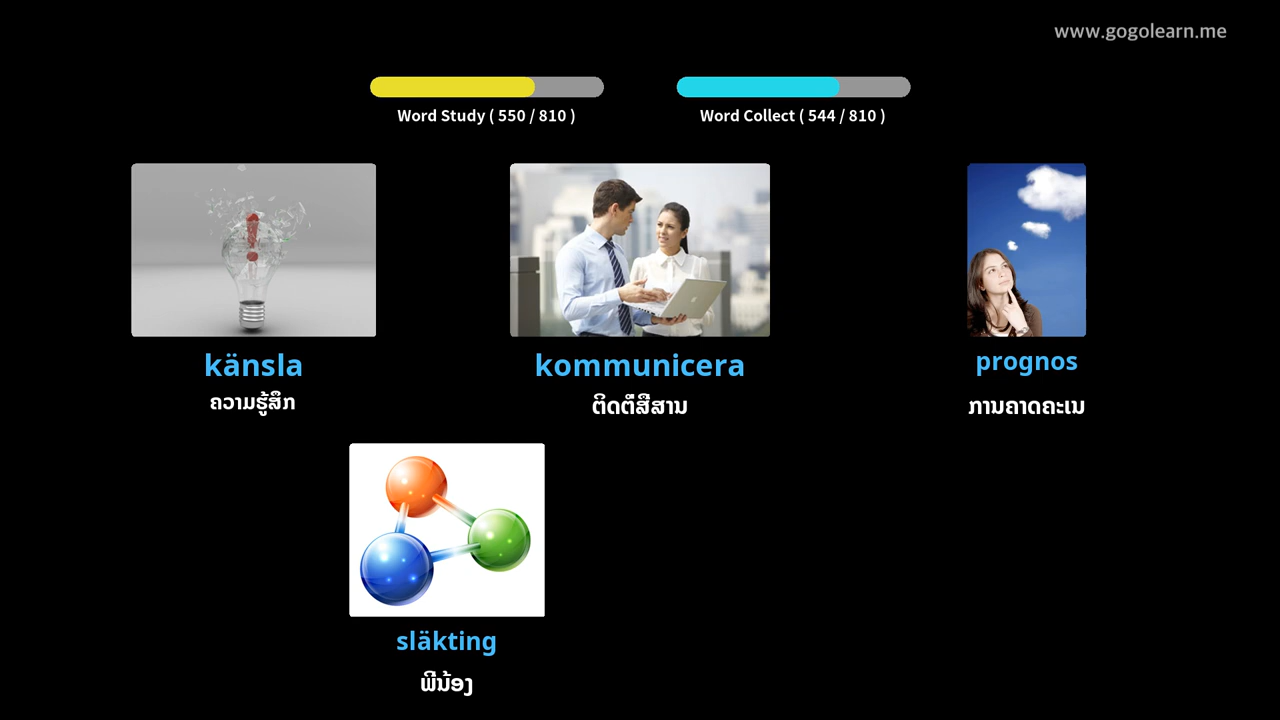 www.gogolearn.me
Word Study ( 550 / 810 )
Word Collect ( 544 / 810 )
känsla
ຄວາມຮູ້ສຶກ
kommunicera
ຕິດຕໍ່ສື່ສານ
prognos
ການຄາດຄະເນ
släkting
ພີ່ນ້ອງ